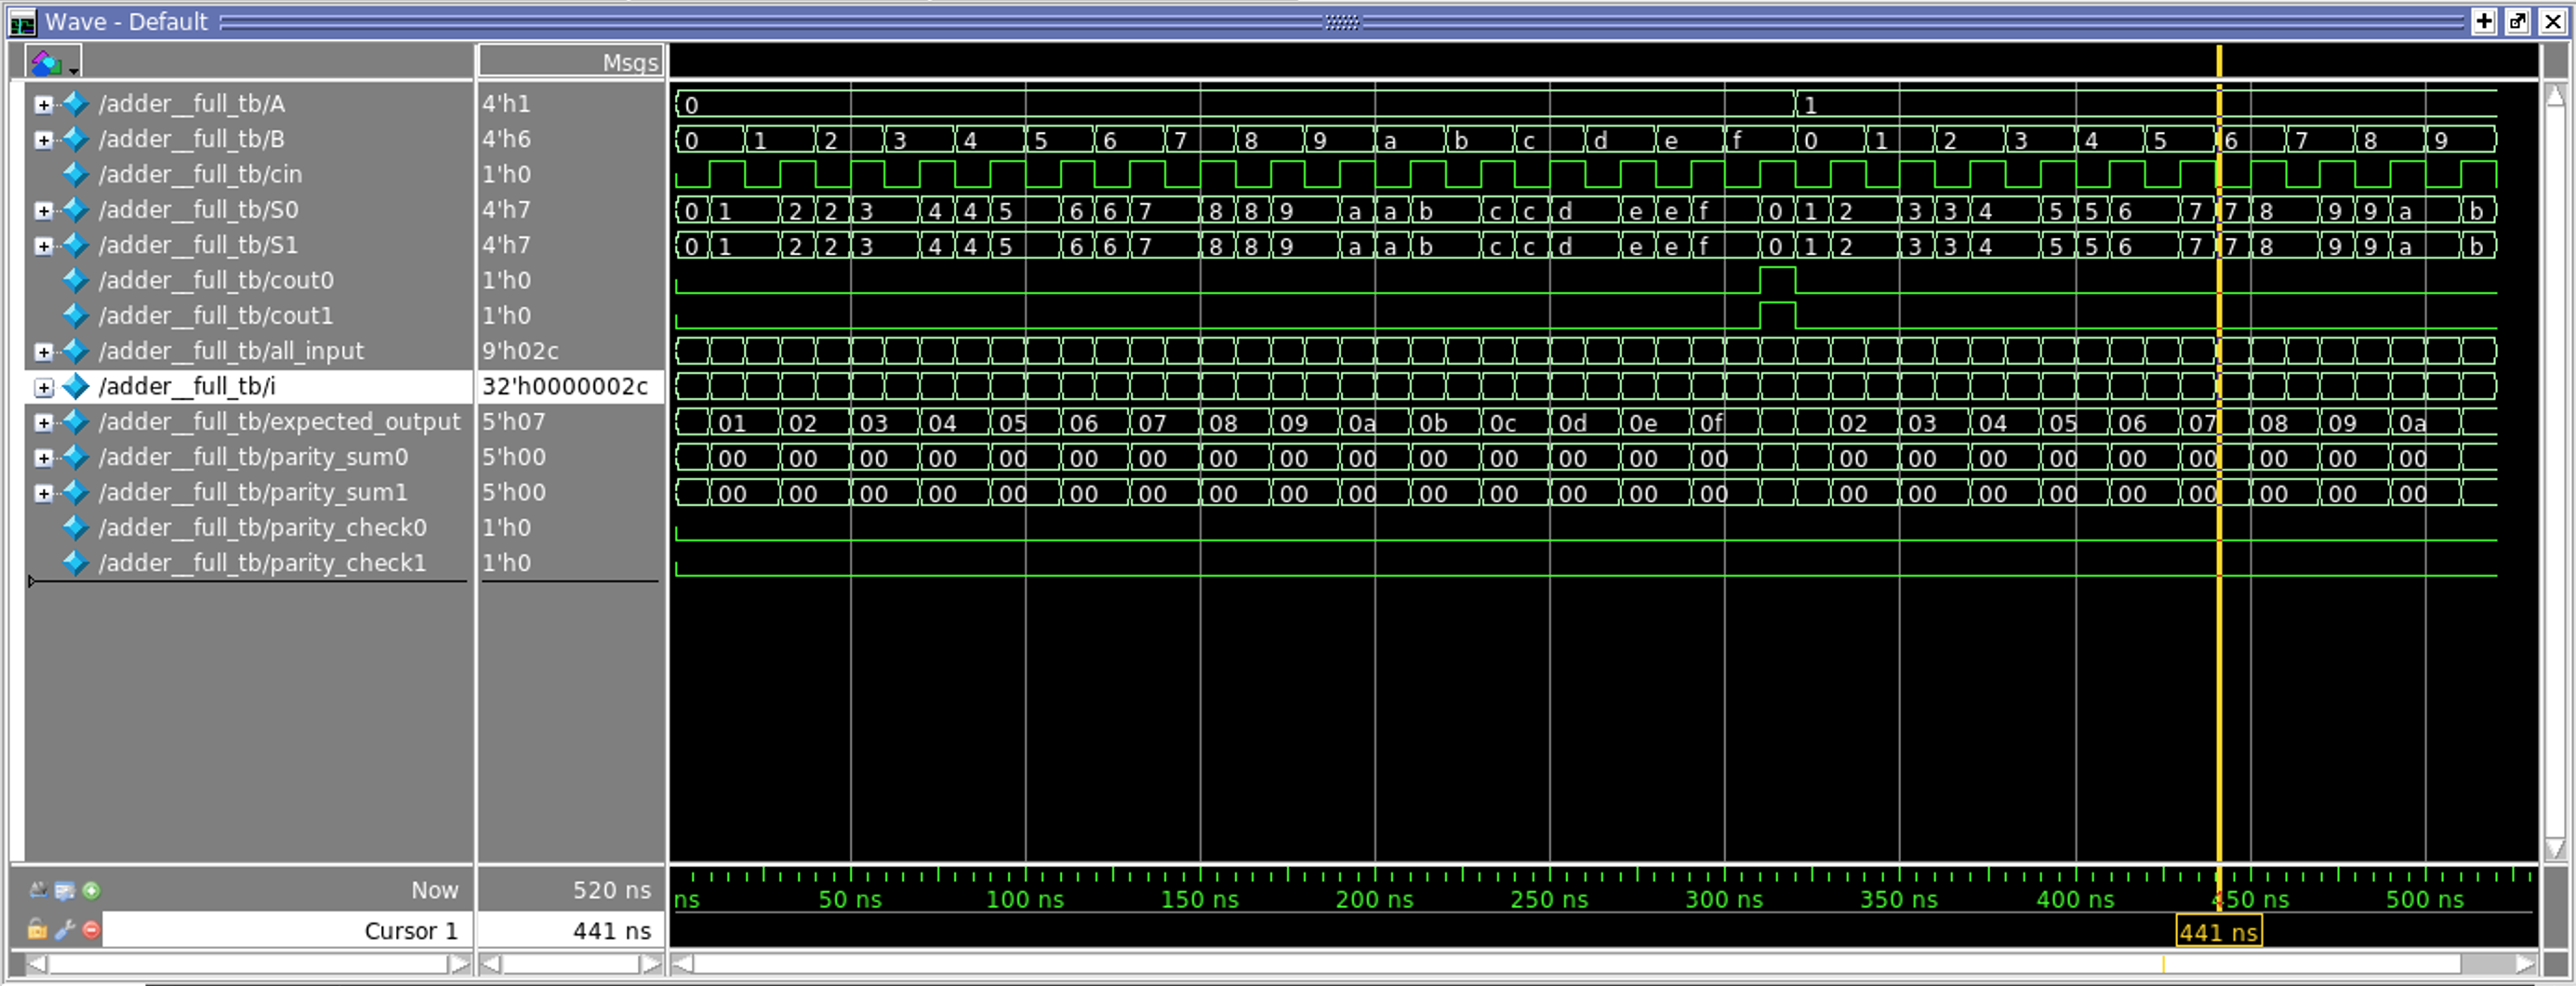 Wave - Default
Msgs
/adder__full_tb/A 4'h1 0 1
/adder__full_tb/B 4'h6 0 1 2 3 4 5 6 7 8 9 a b c d e f 0 1 2 3 4 5 6 7 8 9
/adder__full_tb/cin 1'h0
/adder__full_tb/S0 4'h7 0 1 2 2 3 4 4 5 6 6 7 8 8 9 a a b c c d e e f 0 1 2 3 3 4 5 5 6 7 7 8 9 9 a b
/adder__full_tb/S1 4'h7 0 1 2 2 3 4 4 5 6 6 7 8 8 9 a a b c c d e e f 0 1 2 3 3 4 5 5 6 7 7 8 9 9 a b
/adder__full_tb/cout0 1'h0
/adder__full_tb/cout1 1'h0
/adder__full_tb/all_input 9'h02c
/adder__full_tb/i 32'h0000002c
/adder__full_tb/expected_output 5'h07 01 02 03 04 05 06 07 08 09 0a 0b 0c 0d 0e 0f 02 03 04 05 06 07 08 09 0a
/adder__full_tb/parity_sum0 5'h00 00 00 00 00 00 00 00 00 00 00 00 00 00 00 00 00 00 00 00 00 00 00 00 00
/adder__full_tb/parity_sum1 5'h00 00 00 00 00 00 00 00 00 00 00 00 00 00 00 00 00 00 00 00 00 00 00 00 00
/adder__full_tb/parity_check0 1'h0
/adder__full_tb/parity_check1 1'h0
Now 520 ns ns 50 ns 100 ns 150 ns 200 ns 250 ns 300 ns 350 ns 400 ns 450 ns 500 ns
Cursor 1 441 ns 441 ns